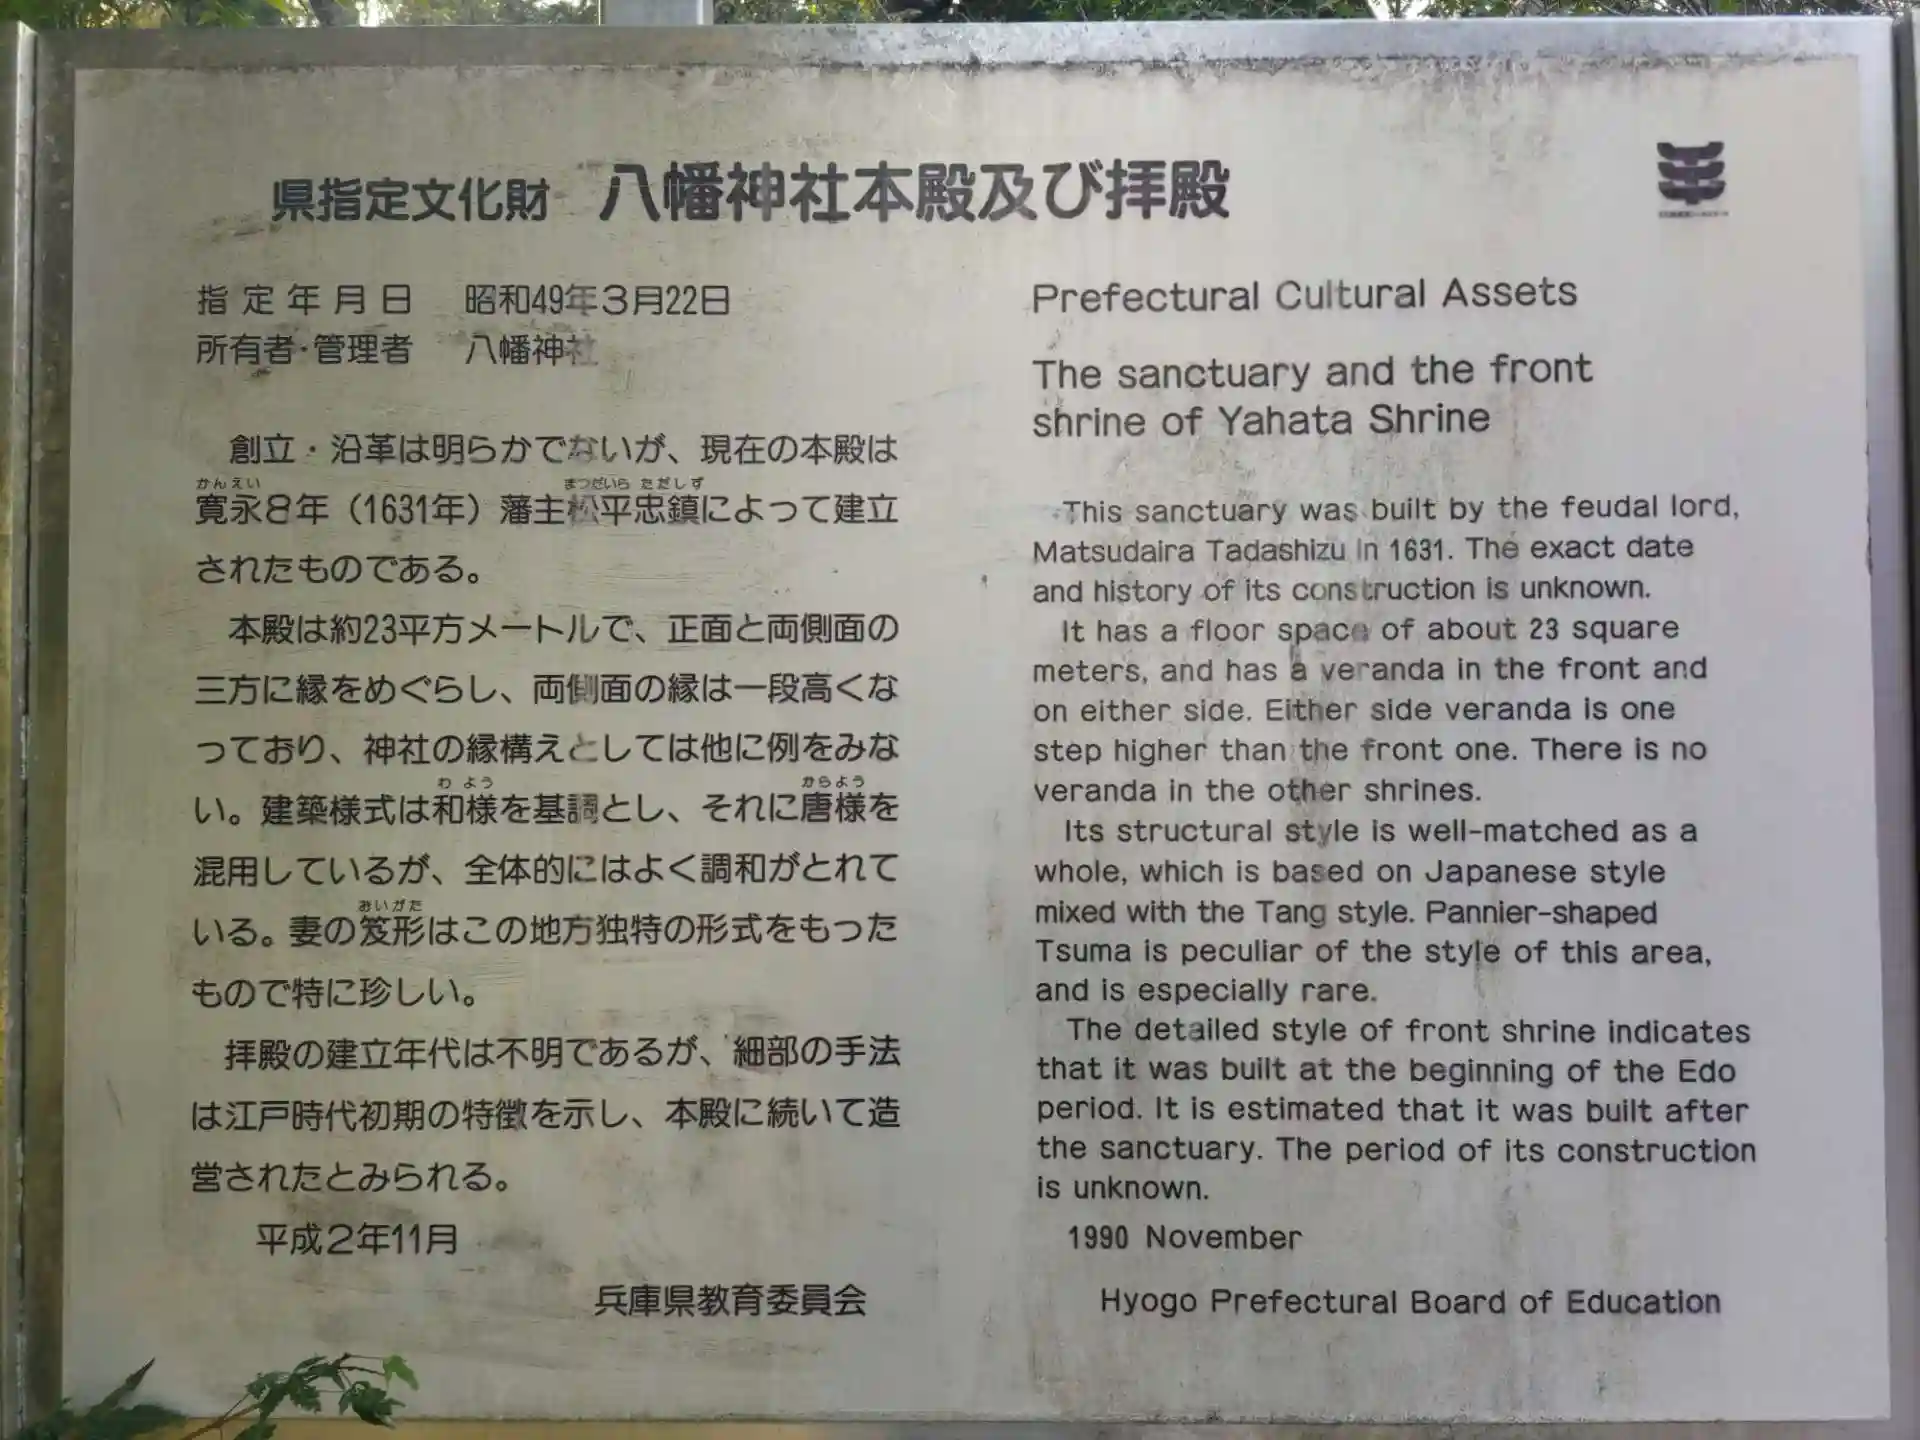 県指定文化財 八幡神社本殿及び拝殿
指定年月日 昭和49年3月22日
所有者・管理者 八幡神社
創立・沿革は明らかでないが、現在の本殿は
かんえい まつだいら ただしず
寛永8年（1631年）藩主松平忠鎮によって建立
されたものである。
本殿は約23平方メートルで、正面と両側面の
三方に縁をめぐらし、両側面の縁は一段高くな
っており、神社の縁構えとしては他に例をみな
わよう からよう
い。建築様式は和様を基調とし、それに唐様を
混用しているが、全体的にはよく調和がとれて
おいがた
いる。妻の笈形はこの地方独特の形式をもった
もので特に珍しい。
拝殿の建立年代は不明であるが、細部の手法
は江戸時代初期の特徴を示し、本殿に続いて造
営されたとみられる。
平成2年11月
兵庫県教育委員会
Prefectural Cultural Assets
The sanctuary and the front
shrine of Yahata Shrine
This sanctuary was built by the feudal lord,
Matsudaira Tadashizu in 1631. The exact date
and history of its construction is unknown.
It has a floor space of about 23 square
meters, and has a veranda in the front and
on either side. Either side veranda is one
step higher than the front one. There is no
veranda in the other shrines.
Its structural style is well-matched as a
whole, which is based on Japanese style
mixed with the Tang style. Pannier-shaped
Tsuma is peculiar of the style of this area,
and is especially rare.
The detailed style of front shrine indicates
that it was built at the beginning of the Edo
period. It is estimated that it was built after
the sanctuary. The period of its construction
is unknown.
1990 November
Hyogo Prefectural Board of Education